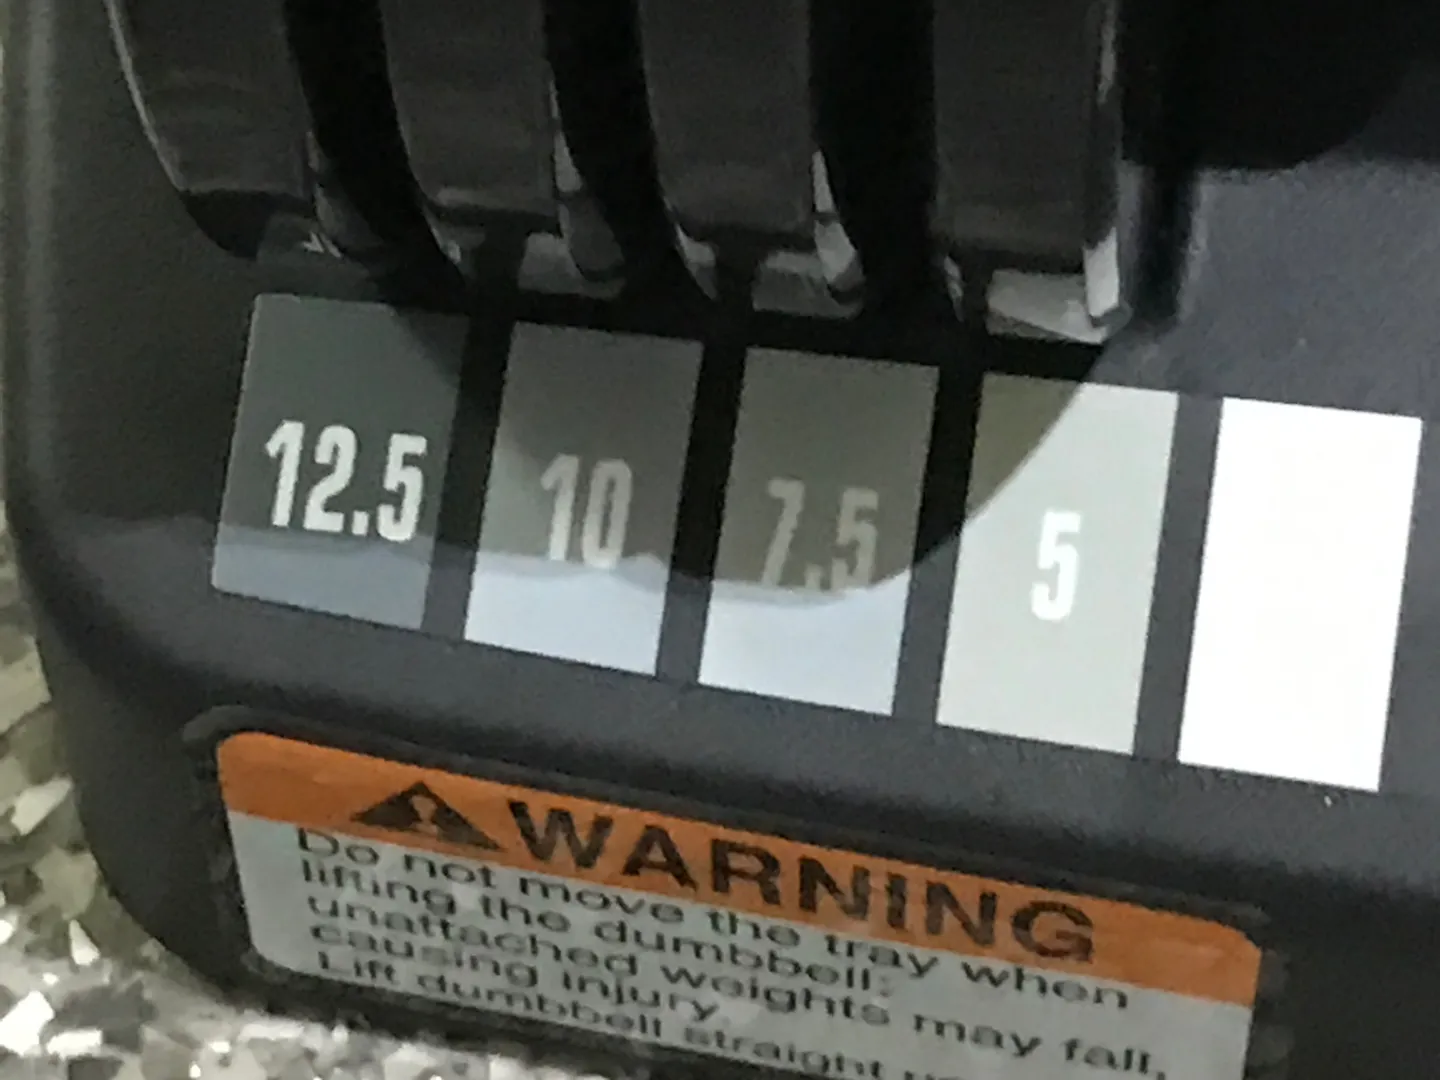 12.5 10 7.5 5
WARNING
Do not move the tray when
lifting the dumbbell;
unattached weights may fall,
causing injury.
Lift dumbbell straight